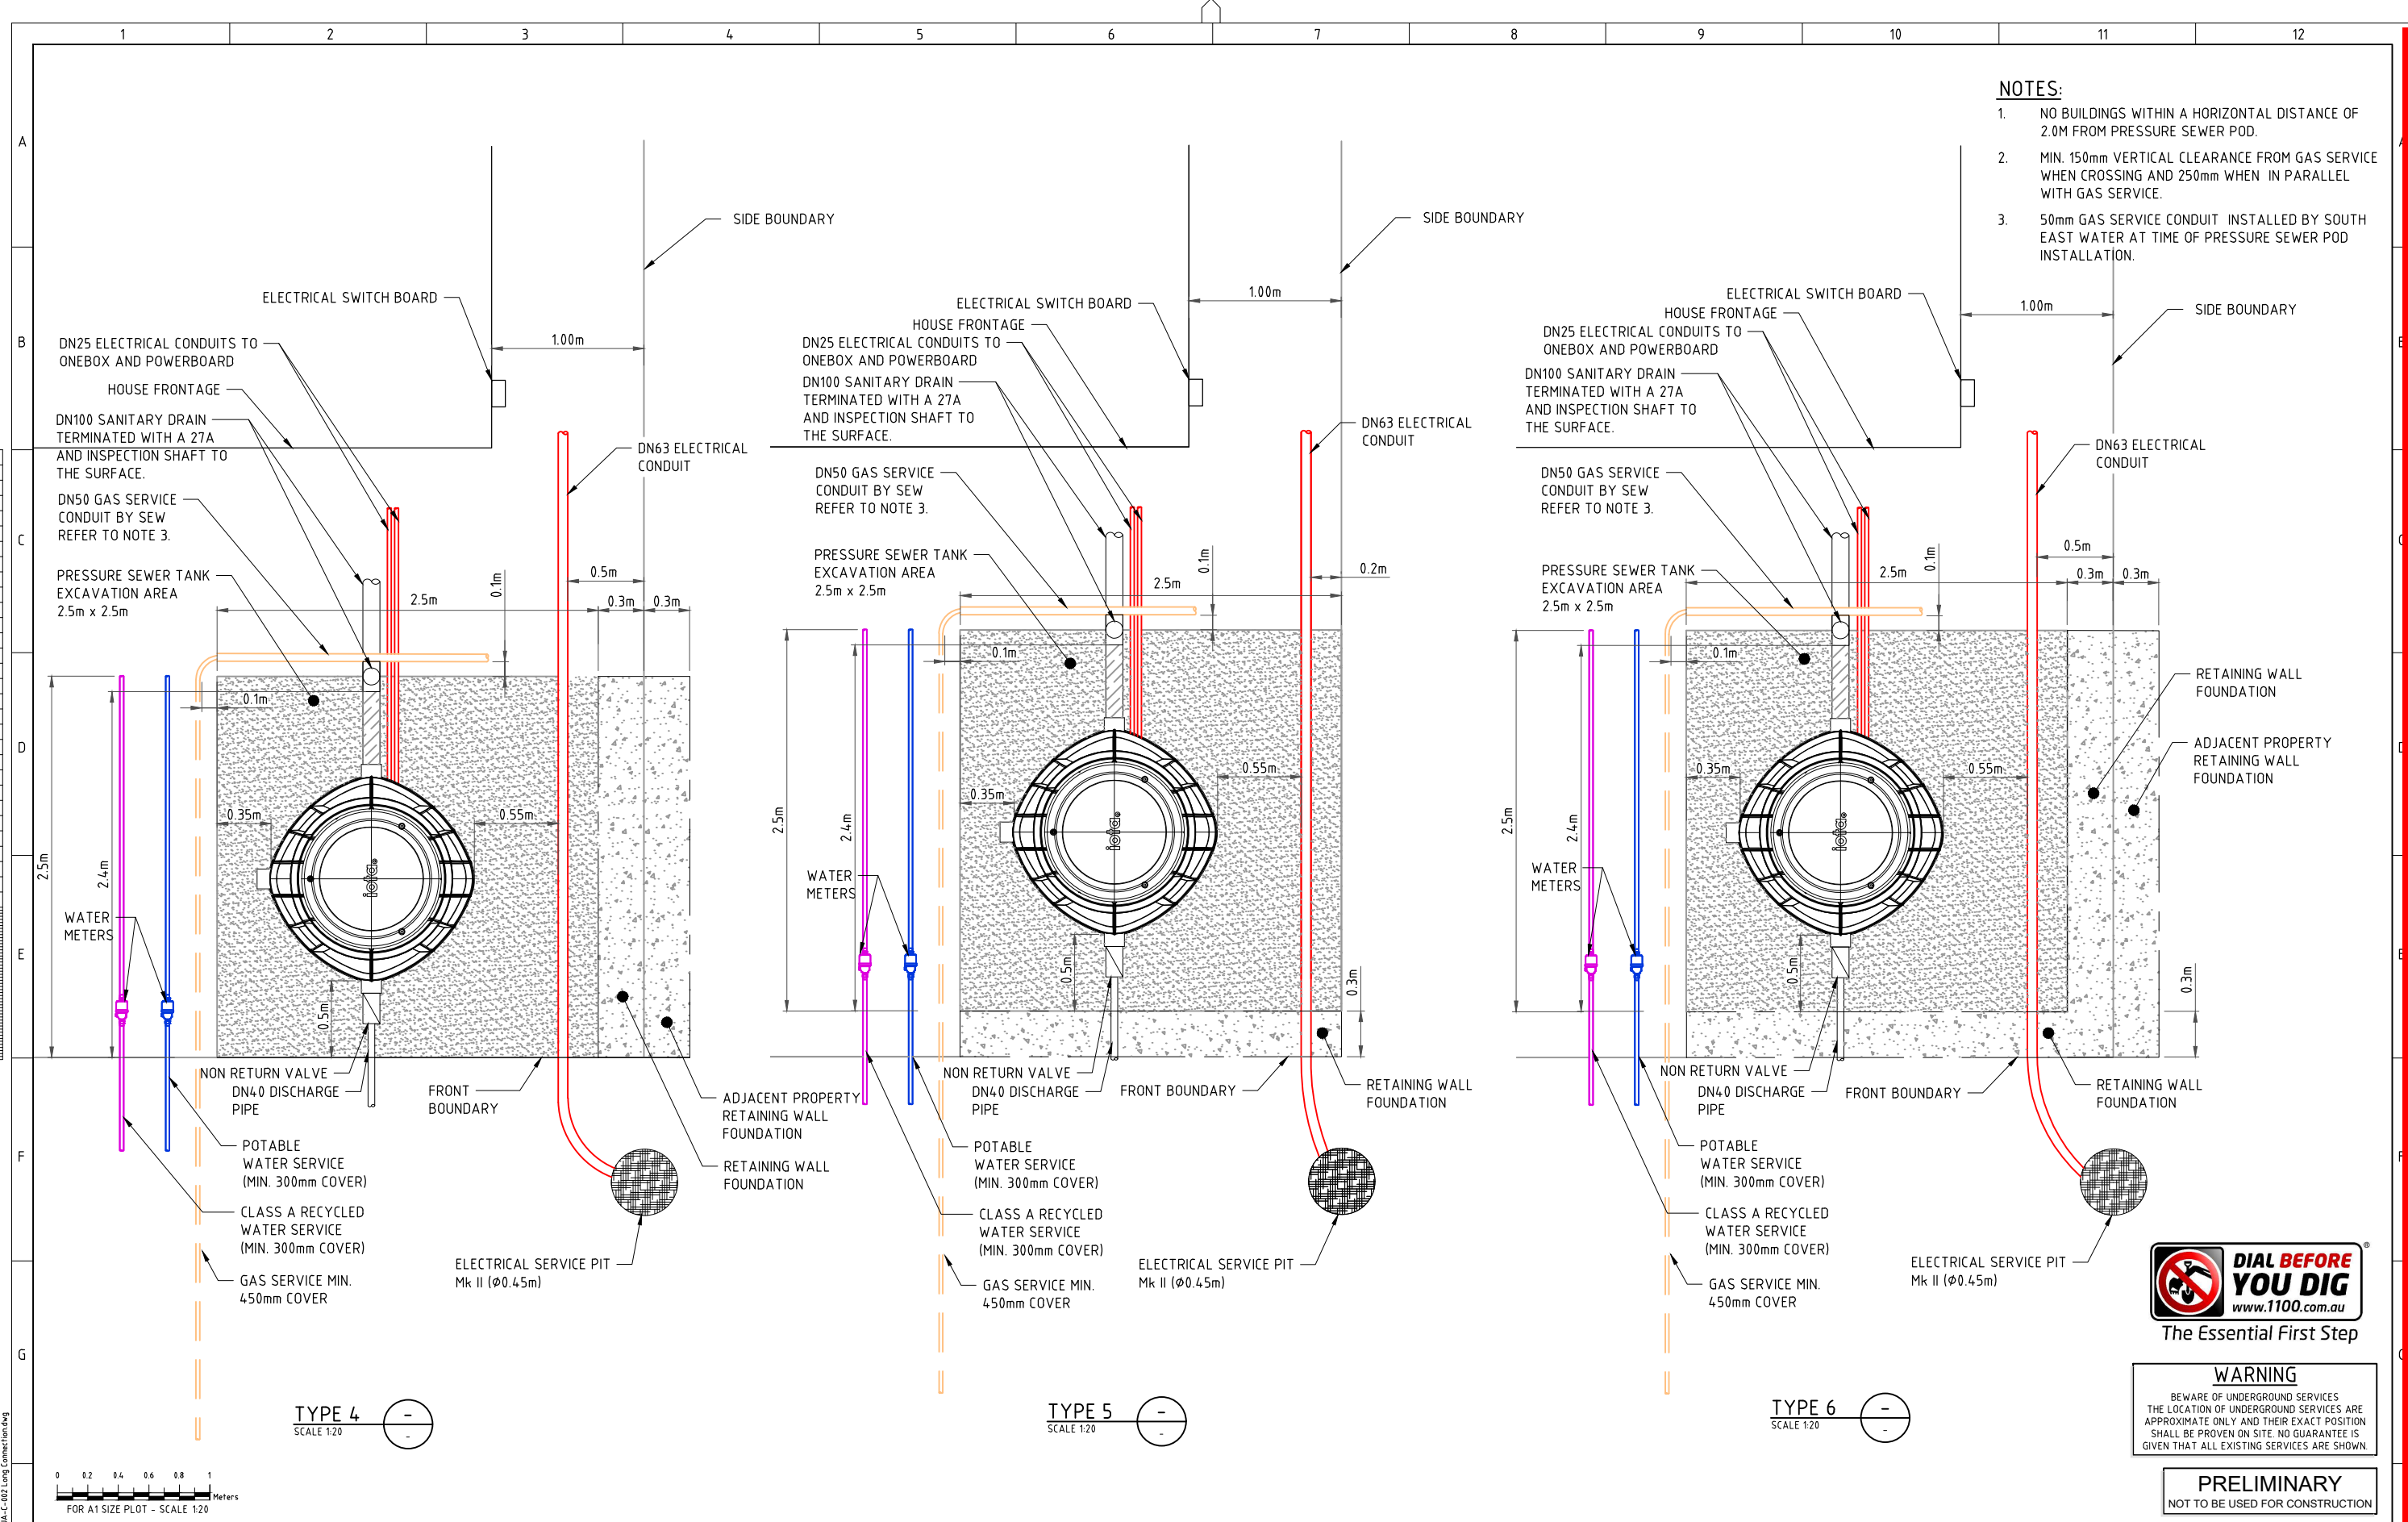 1 2 3 4 5 6 7 8 9 10 11 12
A
B
C
D
E
F
G
NOTES:
1. NO BUILDINGS WITHIN A HORIZONTAL DISTANCE OF
2.0M FROM PRESSURE SEWER POD.
2. MIN. 150mm VERTICAL CLEARANCE FROM GAS SERVICE
WHEN CROSSING AND 250mm WHEN IN PARALLEL
WITH GAS SERVICE.
3. 50mm GAS SERVICE CONDUIT INSTALLED BY SOUTH
EAST WATER AT TIME OF PRESSURE SEWER POD
INSTALLATION.
SIDE BOUNDARY
ELECTRICAL SWITCH BOARD
1.00m
DN25 ELECTRICAL CONDUITS TO
ONEBOX AND POWERBOARD
HOUSE FRONTAGE
DN100 SANITARY DRAIN
TERMINATED WITH A 27A
AND INSPECTION SHAFT TO
THE SURFACE.
DN63 ELECTRICAL
CONDUIT
DN50 GAS SERVICE
CONDUIT BY SEW
REFER TO NOTE 3.
PRESSURE SEWER TANK
EXCAVATION AREA
2.5m x 2.5m
0.1m
0.5m
2.5m
0.3m
0.3m
0.1m
0.35m
0.55m
2.5m
2.4m
iota
WATER
METERS
0.5m
NON RETURN VALVE
DN40 DISCHARGE
PIPE
FRONT
BOUNDARY
ADJACENT PROPERTY
RETAINING WALL
FOUNDATION
POTABLE
WATER SERVICE
(MIN. 300mm COVER)
RETAINING WALL
FOUNDATION
CLASS A RECYCLED
WATER SERVICE
(MIN. 300mm COVER)
ELECTRICAL SERVICE PIT
Mk II (Ø0.45m)
GAS SERVICE MIN.
450mm COVER
TYPE 4
SCALE 1:20
-
-
SIDE BOUNDARY
1.00m
ELECTRICAL SWITCH BOARD
HOUSE FRONTAGE
DN25 ELECTRICAL CONDUITS TO
ONEBOX AND POWERBOARD
DN100 SANITARY DRAIN
TERMINATED WITH A 27A
AND INSPECTION SHAFT TO
THE SURFACE.
DN63 ELECTRICAL
CONDUIT
DN50 GAS SERVICE
CONDUIT BY SEW
REFER TO NOTE 3.
PRESSURE SEWER TANK
EXCAVATION AREA
2.5m x 2.5m
0.1m
0.2m
2.5m
0.1m
0.55m
0.35m
2.5m
2.4m
iota
WATER
METERS
0.5m
0.3m
NON RETURN VALVE
DN40 DISCHARGE
PIPE
FRONT BOUNDARY
RETAINING WALL
FOUNDATION
POTABLE
WATER SERVICE
(MIN. 300mm COVER)
CLASS A RECYCLED
WATER SERVICE
(MIN. 300mm COVER)
ELECTRICAL SERVICE PIT
Mk II (Ø0.45m)
GAS SERVICE MIN.
450mm COVER
TYPE 5
SCALE 1:20
-
-
ELECTRICAL SWITCH BOARD
1.00m
SIDE BOUNDARY
HOUSE FRONTAGE
DN25 ELECTRICAL CONDUITS TO
ONEBOX AND POWERBOARD
DN100 SANITARY DRAIN
TERMINATED WITH A 27A
AND INSPECTION SHAFT TO
THE SURFACE.
DN63 ELECTRICAL
CONDUIT
DN50 GAS SERVICE
CONDUIT BY SEW
REFER TO NOTE 3.
PRESSURE SEWER TANK
EXCAVATION AREA
2.5m x 2.5m
0.1m
0.5m
2.5m
0.3m
0.3m
0.1m
RETAINING WALL
FOUNDATION
ADJACENT PROPERTY
RETAINING WALL
FOUNDATION
0.35m
0.55m
2.5m
2.4m
iota
WATER
METERS
0.5m
0.3m
NON RETURN VALVE
DN40 DISCHARGE
PIPE
FRONT BOUNDARY
RETAINING WALL
FOUNDATION
POTABLE
WATER SERVICE
(MIN. 300mm COVER)
CLASS A RECYCLED
WATER SERVICE
(MIN. 300mm COVER)
ELECTRICAL SERVICE PIT
Mk II (Ø0.45m)
GAS SERVICE MIN.
450mm COVER
TYPE 6
SCALE 1:20
-
-
DIAL BEFORE
YOU DIG
www.1100.com.au
®
The Essential First Step
WARNING
BEWARE OF UNDERGROUND SERVICES
THE LOCATION OF UNDERGROUND SERVICES ARE
APPROXIMATE ONLY AND THEIR EXACT POSITION
SHALL BE PROVEN ON SITE. NO GUARANTEE IS
GIVEN THAT ALL EXISTING SERVICES ARE SHOWN.
PRELIMINARY
NOT TO BE USED FOR CONSTRUCTION
0 0.2 0.4 0.6 0.8 1
Meters
FOR A1 SIZE PLOT - SCALE 1:20
Long Connection.dwg